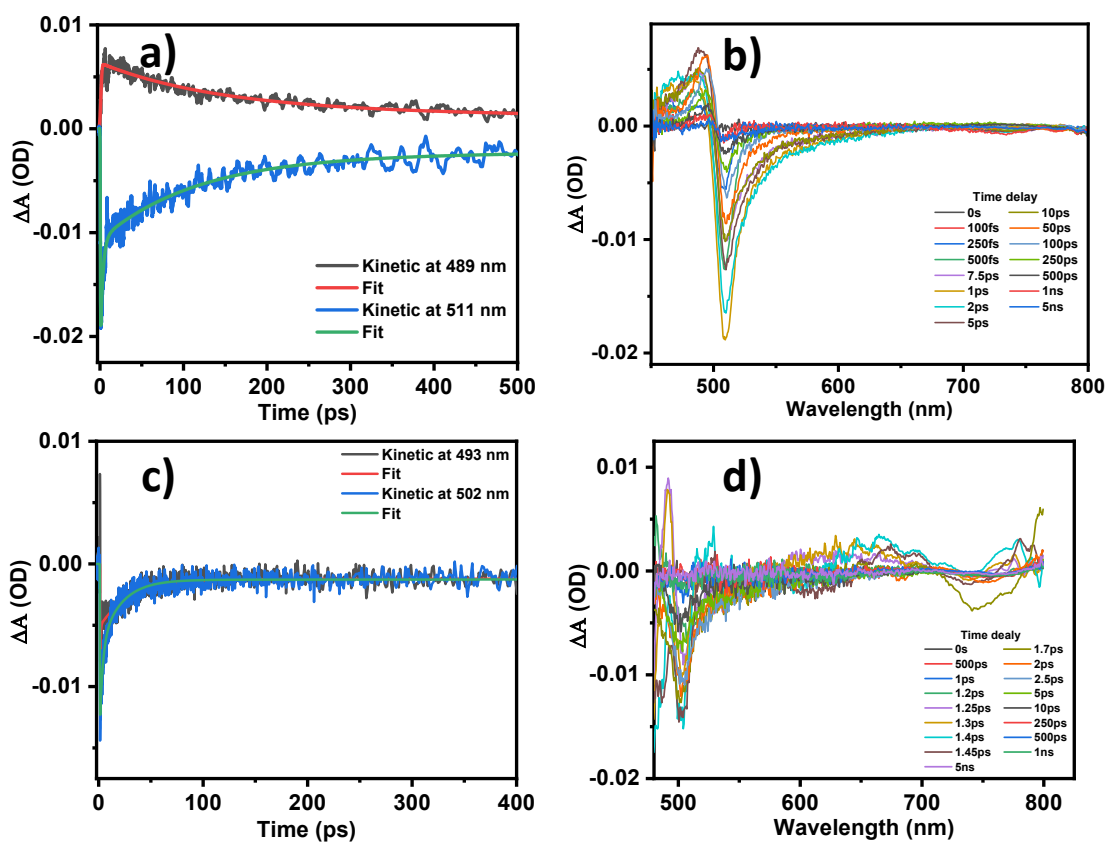 a)
0.01
0.00
-0.01
-0.02
ΔA (OD)
0 100 200 300 400 500
Time (ps)
Kinetic at 489 nm
Fit
Kinetic at 511 nm
Fit
b)
0.01
0.00
-0.01
-0.02
ΔA (OD)
500 600 700 800
Wavelength (nm)
Time delay
0s 10ps
100fs 50ps
250fs 100ps
500fs 250ps
7.5ps 500ps
1ps 1ns
2ps 5ns
5ps
c)
0.01
0.00
-0.01
ΔA (OD)
0 100 200 300 400
Time (ps)
Kinetic at 493 nm
Fit
Kinetic at 502 nm
Fit
d)
0.01
0.00
-0.01
-0.02
ΔA (OD)
500 600 700 800
Wavelength (nm)
Time dealy
0s 1.7ps
500ps 2ps
1ps 2.5ps
1.2ps 5ps
1.25ps 10ps
1.3ps 250ps
1.4ps 500ps
1.45ps 1ns
5ns